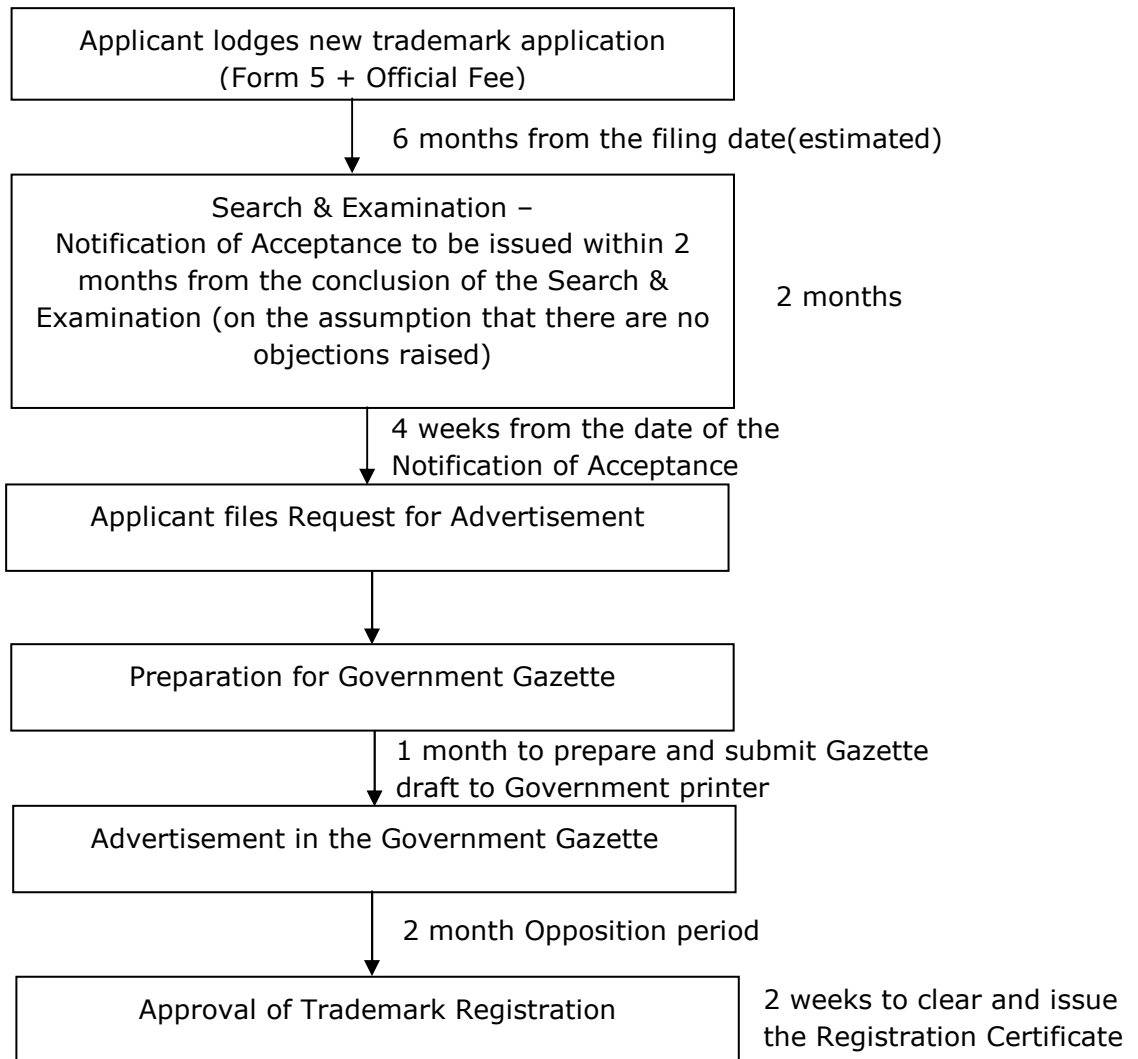 Applicant lodges new trademark application
(Form 5 + Official Fee)
6 months from the filing date(estimated)
Search & Examination –
Notification of Acceptance to be issued within 2
months from the conclusion of the Search &
Examination (on the assumption that there are no
objections raised)
2 months
4 weeks from the date of the
Notification of Acceptance
Applicant files Request for Advertisement
Preparation for Government Gazette
1 month to prepare and submit Gazette
draft to Government printer
Advertisement in the Government Gazette
2 month Opposition period
Approval of Trademark Registration
2 weeks to clear and issue
the Registration Certificate